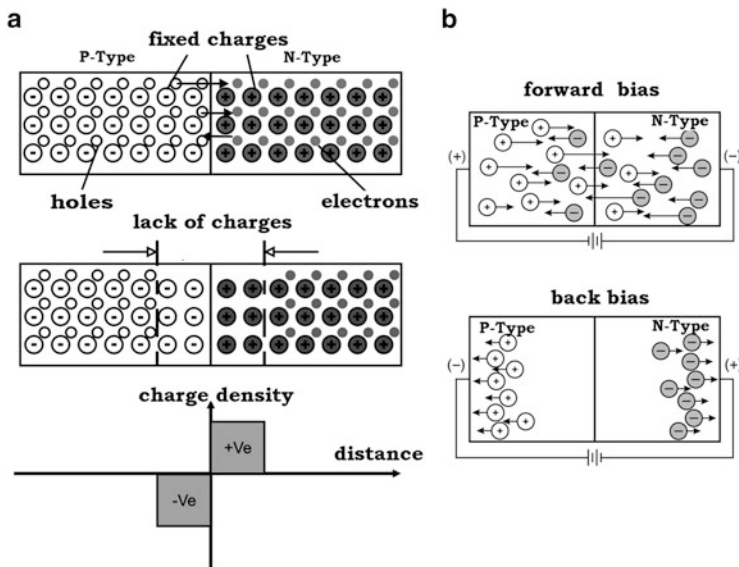 a
fixed charges
P-Type N-Type
holes electrons
lack of charges
charge density
+Ve
distance
-Ve
b
forward bias
P-Type N-Type
(+) (−)
back bias
P-Type N-Type
(−) (+)